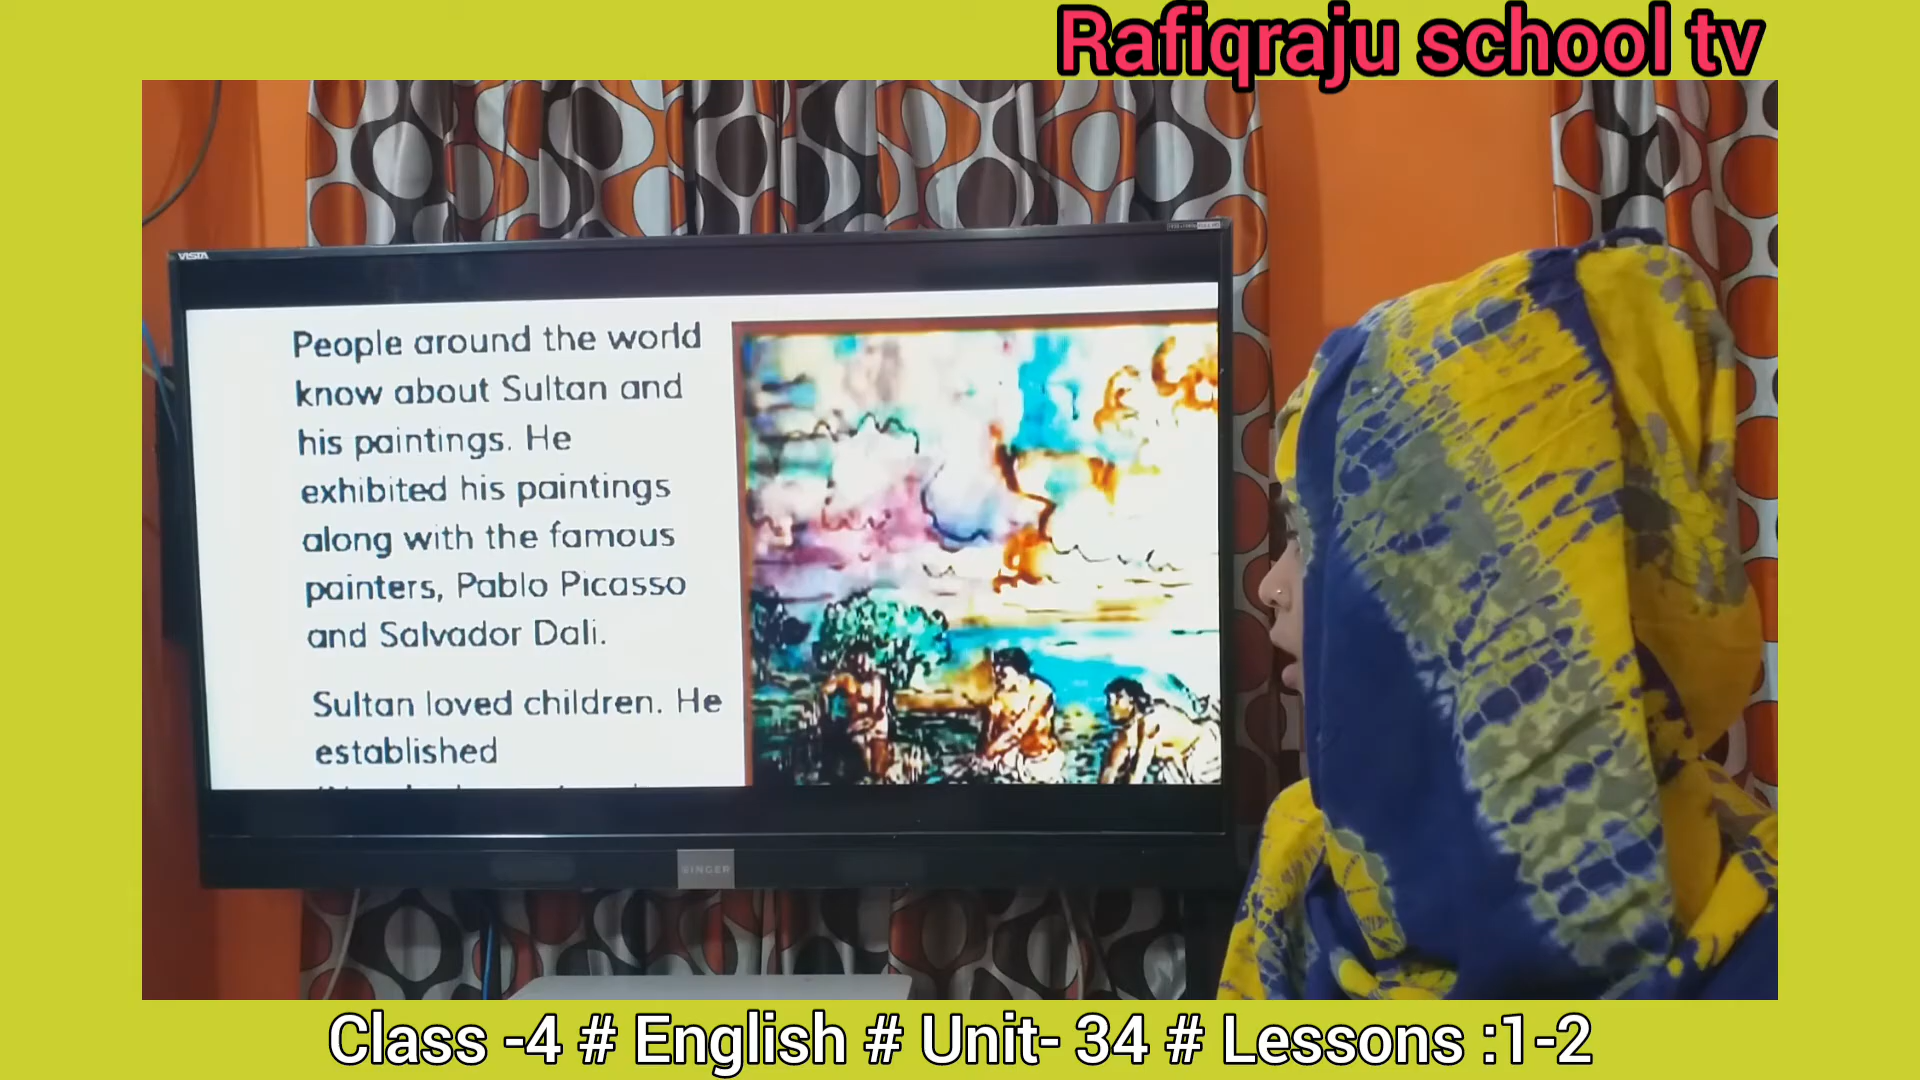 Rafiqraju school tv
VISTA
People around the world
know about Sultan and
his paintings. He
exhibited his paintings
along with the famous
painters, Pablo Picasso
and Salvador Dali.
Sultan loved children. He
established
SINGER
Class -4 # English # Unit- 34 # Lessons :1-2